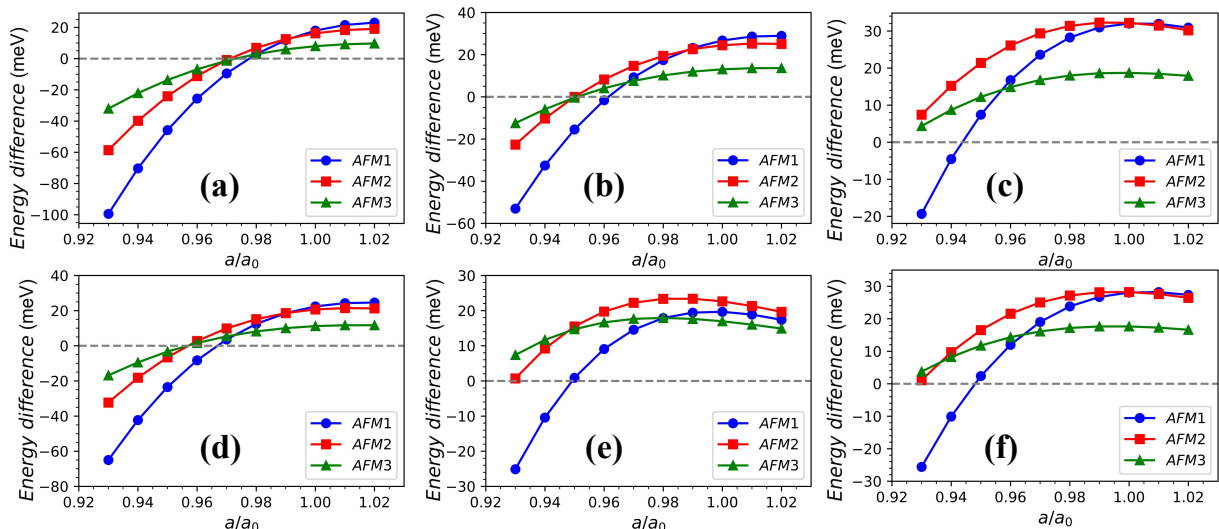 Energy difference (meV)
20
0
−20
−40
−60
−80
−100
(a)
AFM1
AFM2
AFM3
0.92 0.94 0.96 0.98 1.00 1.02
a/a0
Energy difference (meV)
40
20
0
−20
−40
−60
(b)
AFM1
AFM2
AFM3
0.92 0.94 0.96 0.98 1.00 1.02
a/a0
Energy difference (meV)
30
20
10
0
−10
−20
(c)
AFM1
AFM2
AFM3
0.92 0.94 0.96 0.98 1.00 1.02
a/a0
Energy difference (meV)
40
20
0
−20
−40
−60
−80
(d)
AFM1
AFM2
AFM3
0.92 0.94 0.96 0.98 1.00 1.02
a/a0
Energy difference (meV)
30
20
10
0
−10
−20
−30
(e)
AFM1
AFM2
AFM3
0.92 0.94 0.96 0.98 1.00 1.02
a/a0
Energy difference (meV)
30
20
10
0
−10
−20
−30
(f)
AFM1
AFM2
AFM3
0.92 0.94 0.96 0.98 1.00 1.02
a/a0